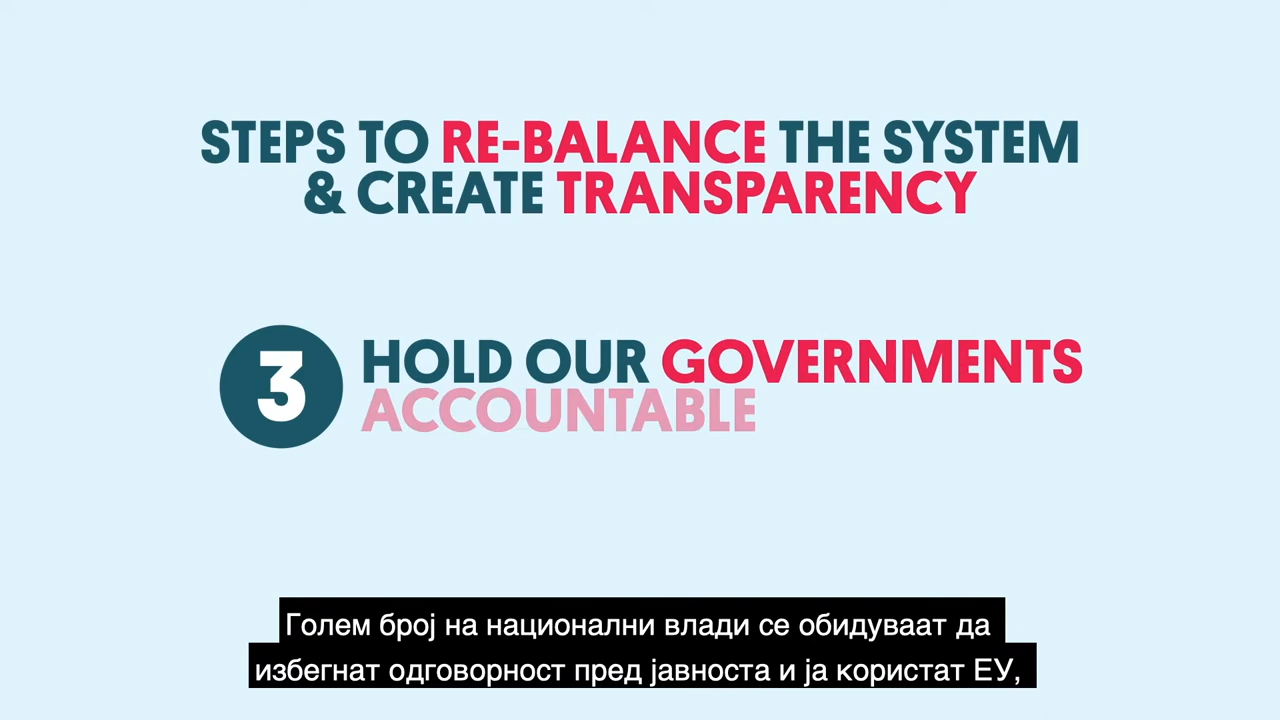 STEPS TO RE-BALANCE THE SYSTEM
& CREATE TRANSPARENCY
3
HOLD OUR GOVERNMENTS
ACCOUNTABLE
Голем број на национални влади се обидуваат да
избегнат одговорност пред јавноста и ја користат ЕУ,